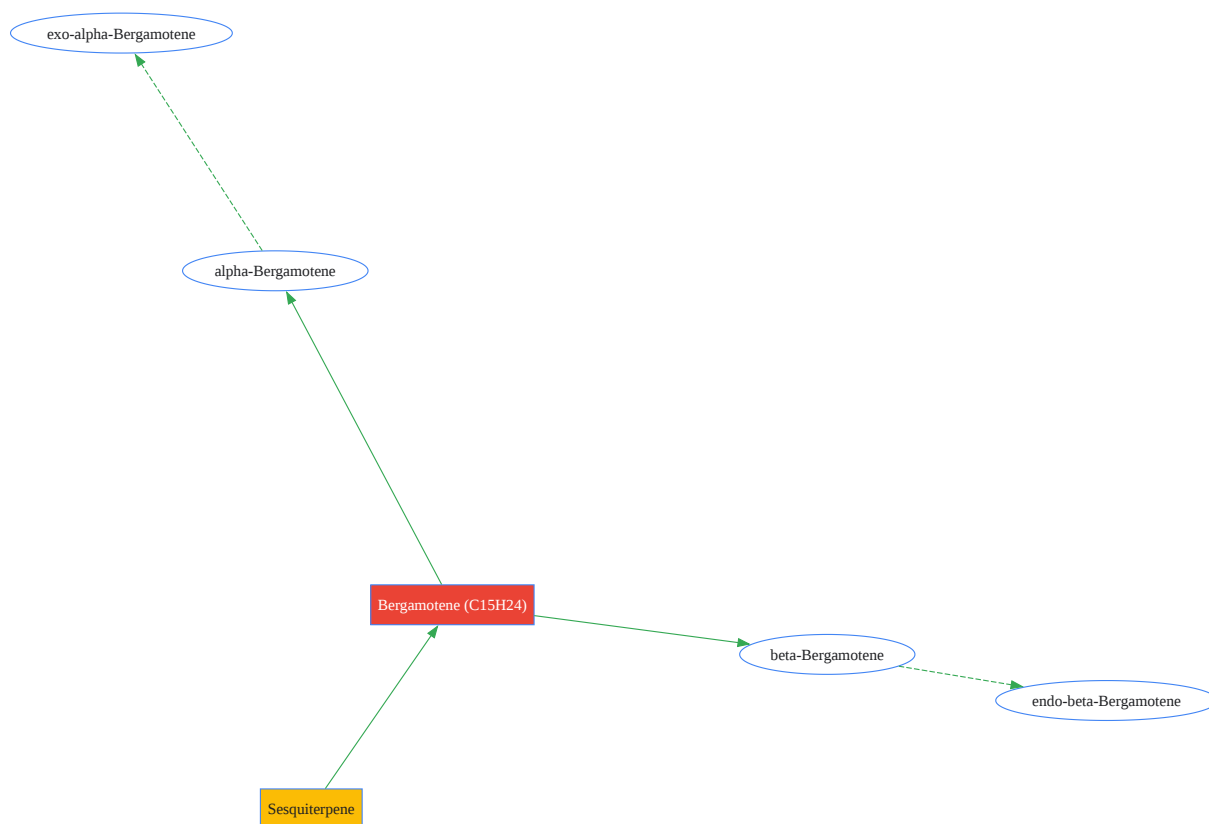 exo-alpha-Bergamotene
alpha-Bergamotene
Bergamotene (C15H24)
beta-Bergamotene
endo-beta-Bergamotene
Sesquiterpene